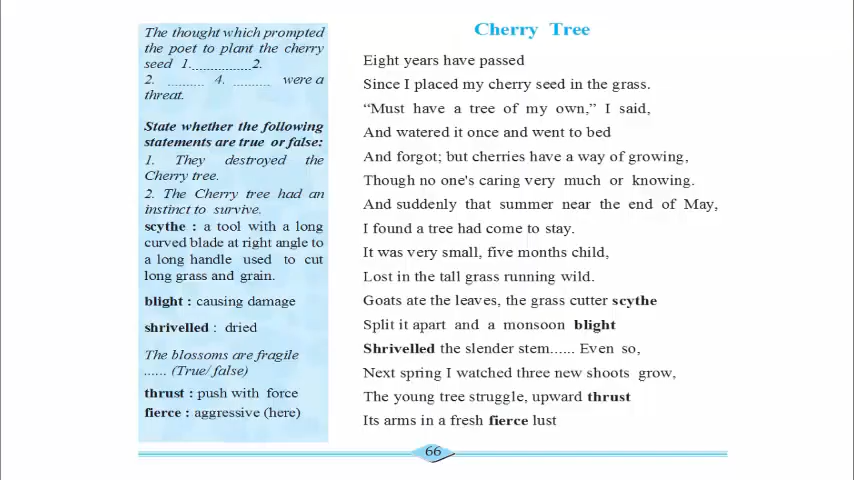 The thought which prompted
the poet to plant the cherry
seed 1................ 2.
2. ......... 4. .......... were a
threat.
State whether the following
statements are true or false:
1. They destroyed the
Cherry tree.
2. The Cherry tree had an
instinct to survive.
scythe : a tool with a long
curved blade at right angle to
a long handle used to cut
long grass and grain.
blight : causing damage
shrivelled : dried
The blossoms are fragile
...... (True/false)
thrust : push with force
fierce : aggressive (here)
Cherry Tree
Eight years have passed
Since I placed my cherry seed in the grass.
“Must have a tree of my own,” I said,
And watered it once and went to bed
And forgot; but cherries have a way of growing,
Though no one's caring very much or knowing.
And suddenly that summer near the end of May,
I found a tree had come to stay.
It was very small, five months child,
Lost in the tall grass running wild.
Goats ate the leaves, the grass cutter scythe
Split it apart and a monsoon blight
Shrivelled the slender stem...... Even so,
Next spring I watched three new shoots grow,
The young tree struggle, upward thrust
Its arms in a fresh fierce lust
66